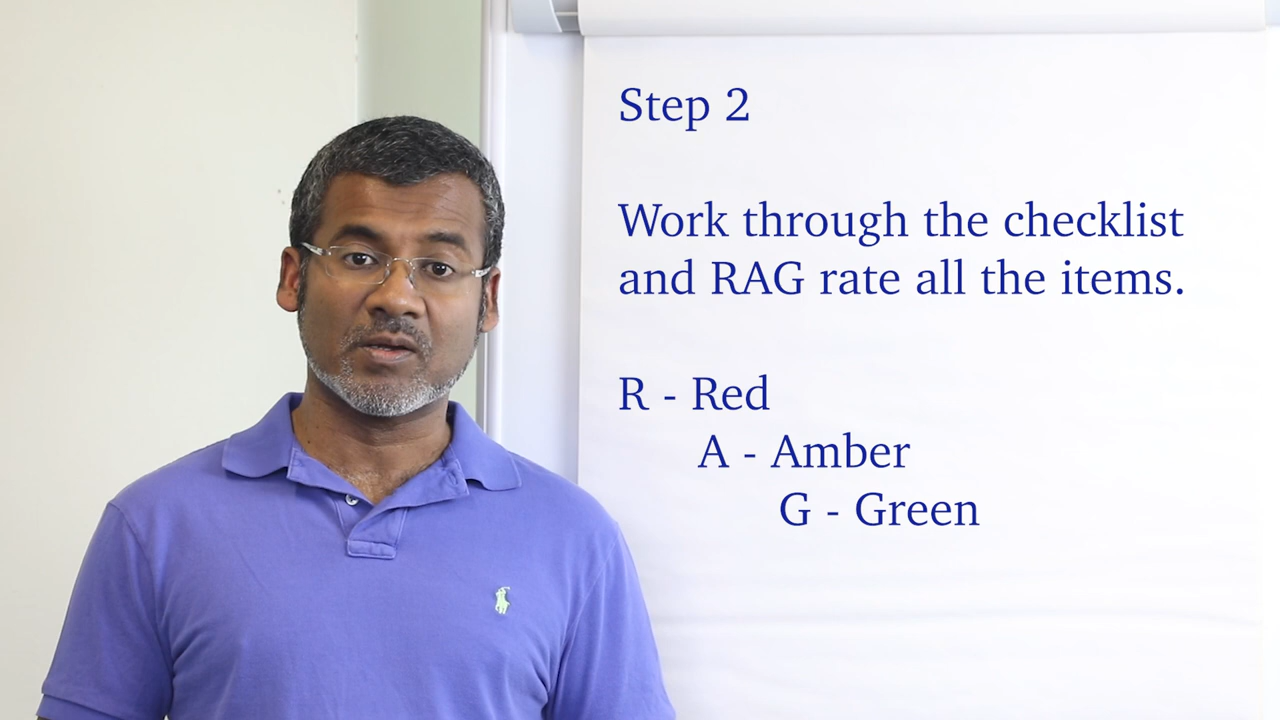 Step 2
Work through the checklist
and RAG rate all the items.
R - Red
A - Amber
G - Green